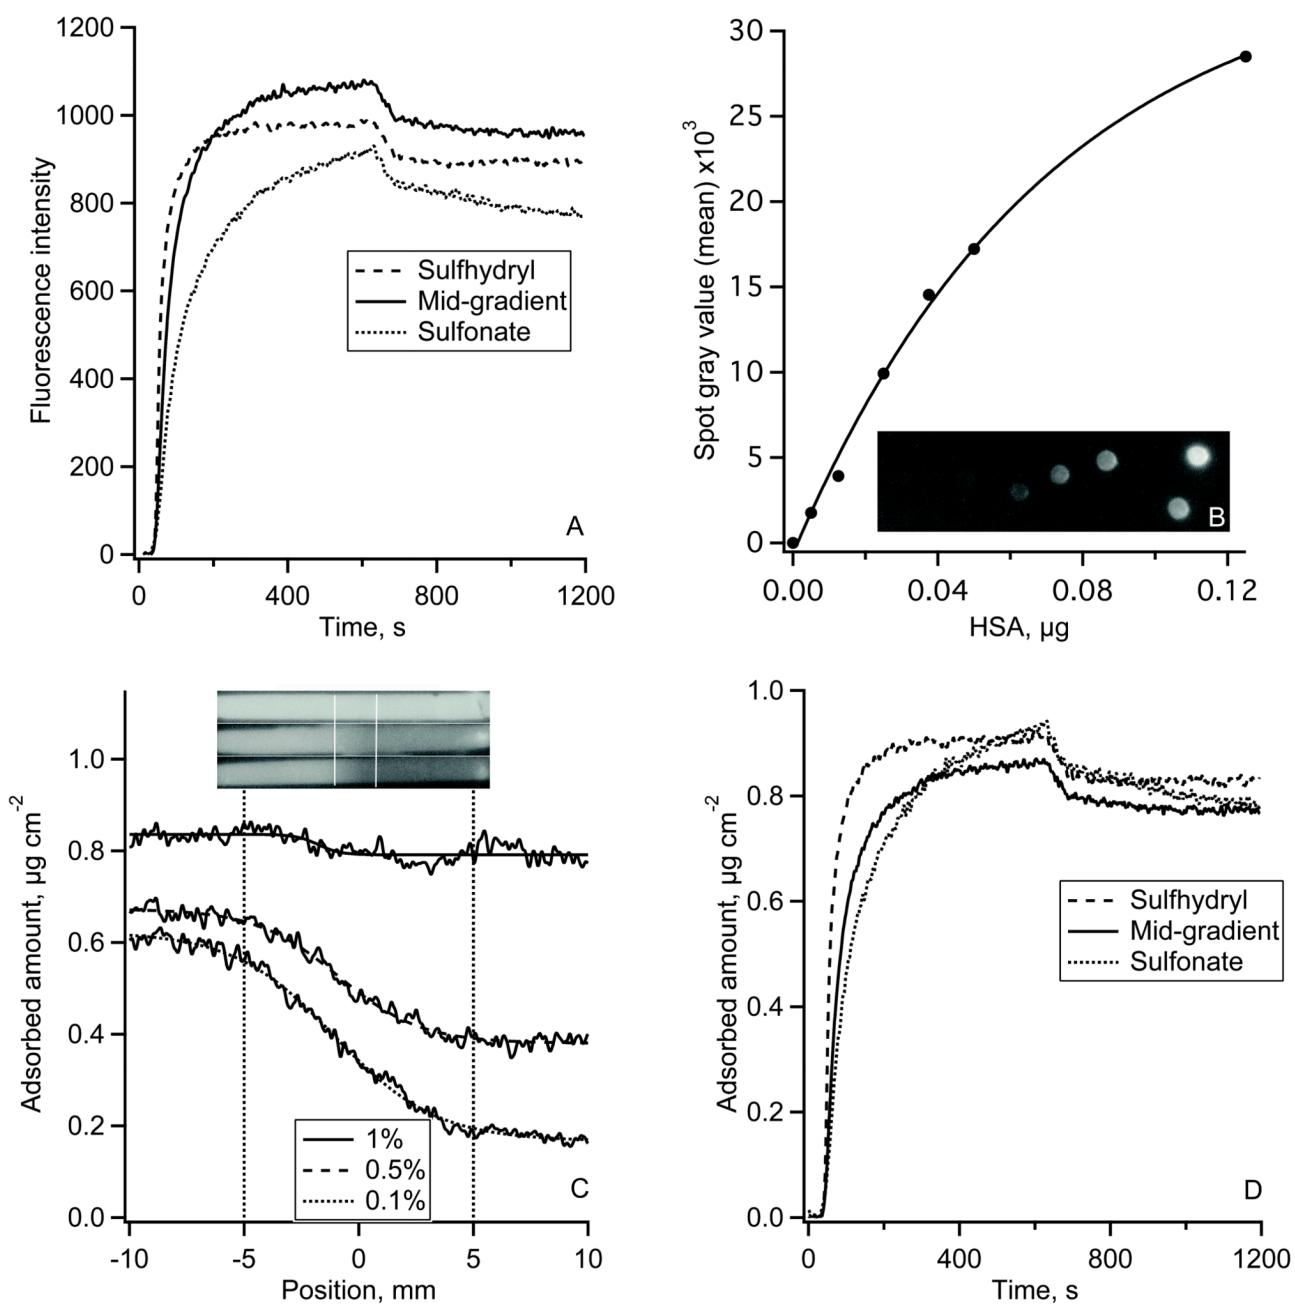 1200
1000
800
600
400
200
0
Fluorescence intensity
Sulfhydryl
Mid-gradient
Sulfonate
A
0 400 800 1200
Time, s
30
25
20
15
10
5
0
Spot gray value (mean) x10³
B
0.00 0.04 0.08 0.12
HSA, µg
1.0
0.8
0.6
0.4
0.2
0.0
Adsorbed amount, µg cm⁻²
1%
0.5%
0.1%
C
-10 -5 0 5 10
Position, mm
1.0
0.8
0.6
0.4
0.2
0.0
Adsorbed amount, µg cm⁻²
Sulfhydryl
Mid-gradient
Sulfonate
D
0 400 800 1200
Time, s